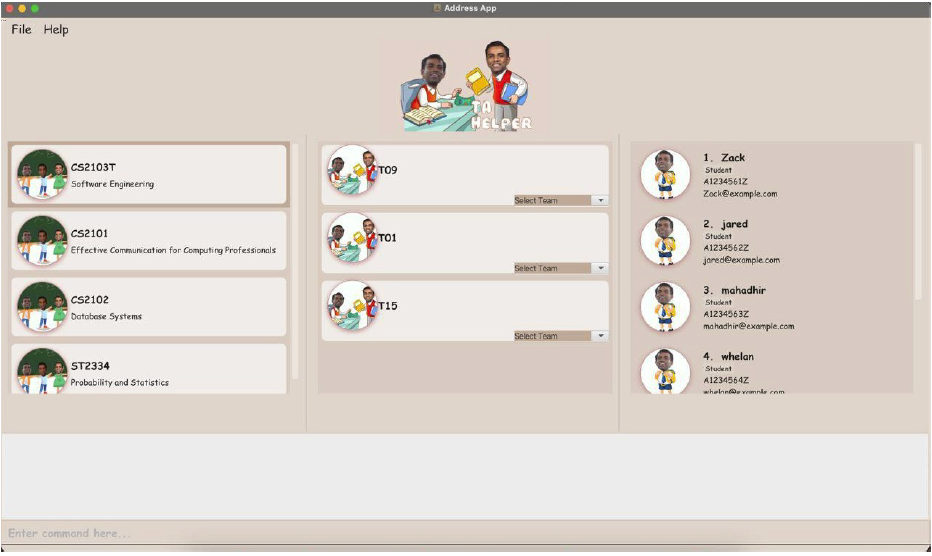 Address App
File Help
TA
HELPER
CS2103T
Software Engineering
CS2101
Effective Communication for Computing Professionals
CS2102
Database Systems
ST2334
Probability and Statistics
T09
Select Team
T01
Select Team
T15
Select Team
1. Zack
Student
A1234561Z
Zack@example.com
2. jared
Student
A1234562Z
jared@example.com
3. mahadhir
Student
A1234563Z
mahadhir@example.com
4. whelan
Student
A1234564Z
whelan@example.com
Enter command here...